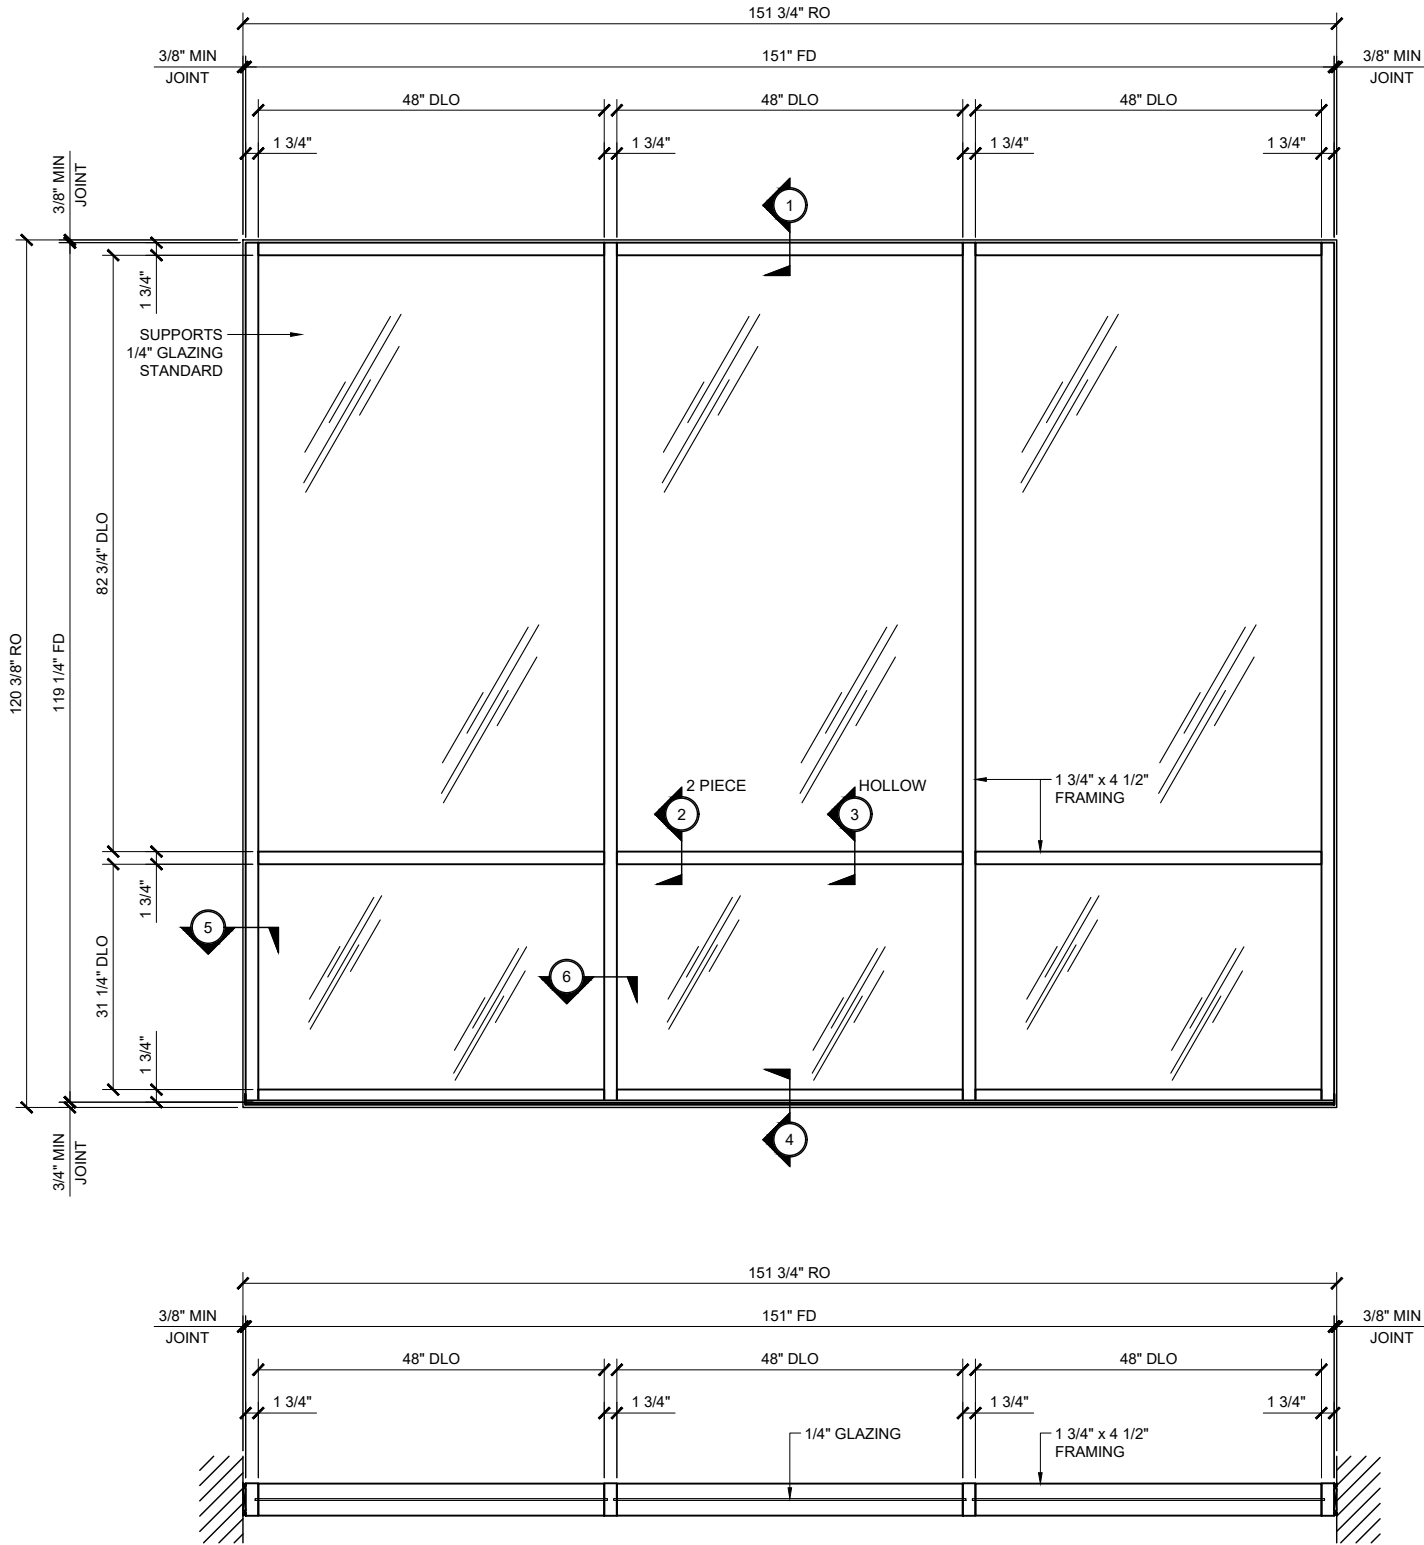 151 3/4" RO
3/8" MIN
JOINT
151" FD
3/8" MIN
JOINT
48" DLO
48" DLO
48" DLO
1 3/4"
1 3/4"
1 3/4"
1 3/4"
3/8" MIN
JOINT
1
1 3/4"
SUPPORTS
1/4" GLAZING
STANDARD
82 3/4" DLO
120 3/8" RO
119 1/4" FD
2 PIECE
HOLLOW
1 3/4" x 4 1/2"
FRAMING
2
3
1 3/4"
5
31 1/4" DLO
6
1 3/4"
4
3/4" MIN
JOINT
151 3/4" RO
3/8" MIN
JOINT
151" FD
3/8" MIN
JOINT
48" DLO
48" DLO
48" DLO
1 3/4"
1 3/4"
1 3/4"
1 3/4"
1/4" GLAZING
1 3/4" x 4 1/2"
FRAMING